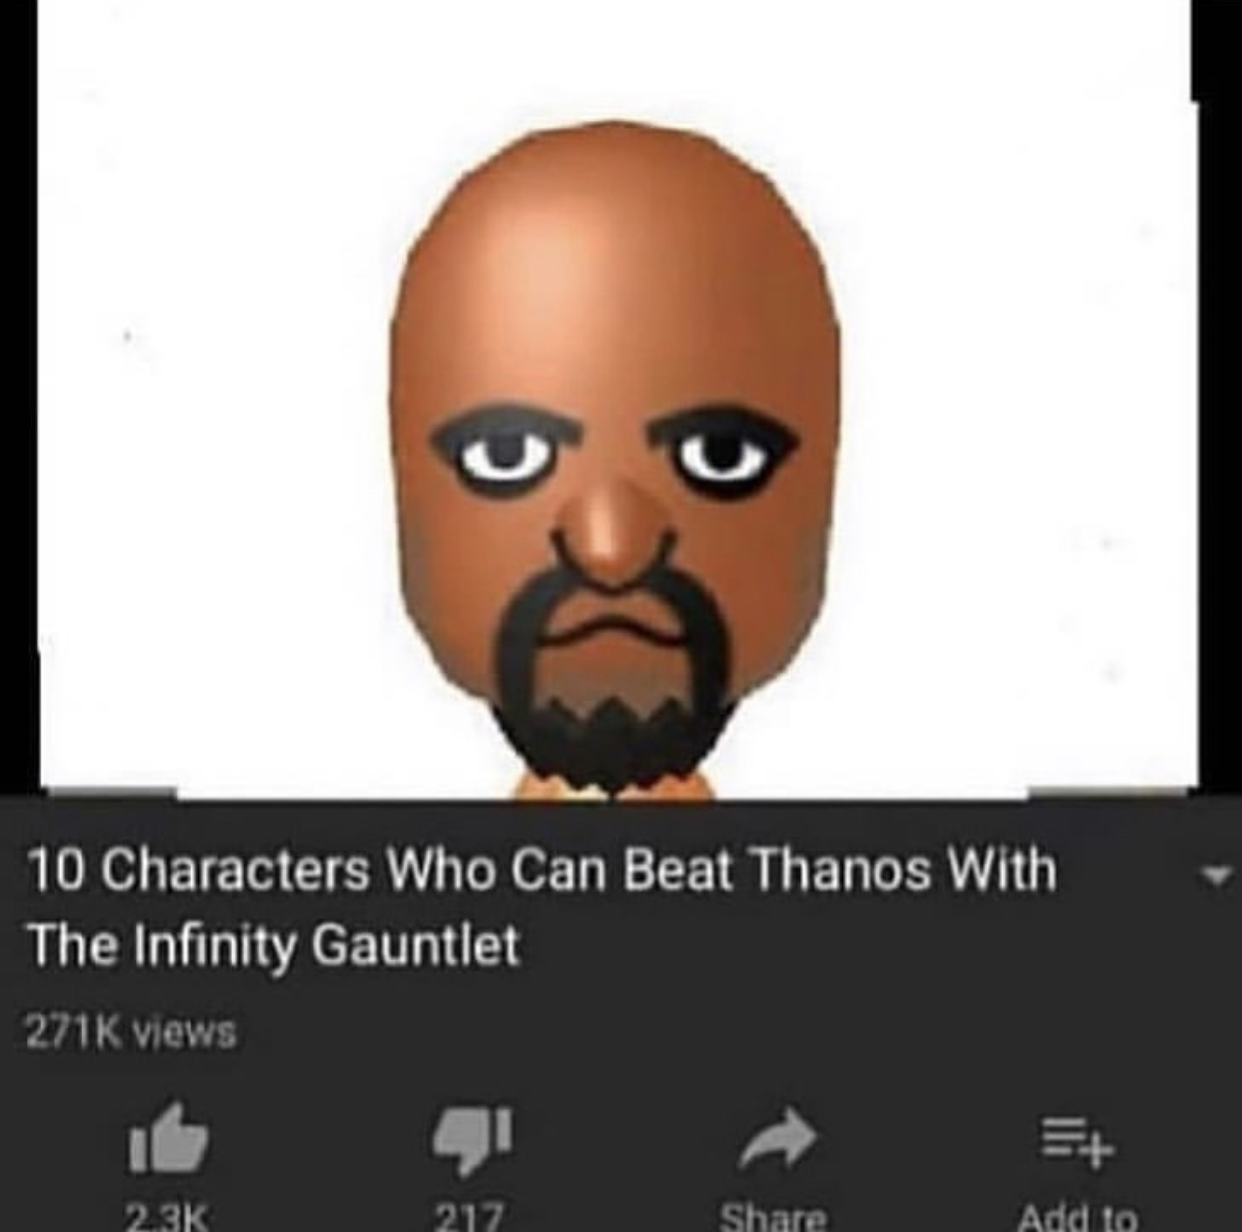 10 Characters Who Can Beat Thanos With
The Infinity Gauntlet
271K views
2.3K
217
Share
Add to